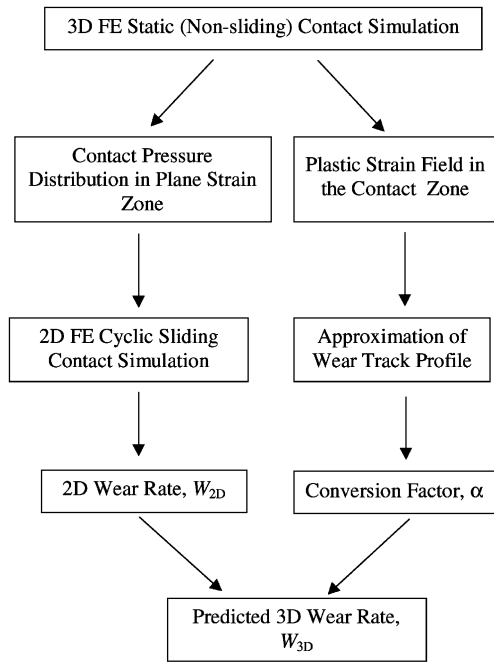 3D FE Static (Non-sliding) Contact Simulation
Contact Pressure
Distribution in Plane Strain
Zone
Plastic Strain Field in
the Contact Zone
2D FE Cyclic Sliding
Contact Simulation
Approximation of
Wear Track Profile
2D Wear Rate, W2D
Conversion Factor, α
Predicted 3D Wear Rate,
W3D